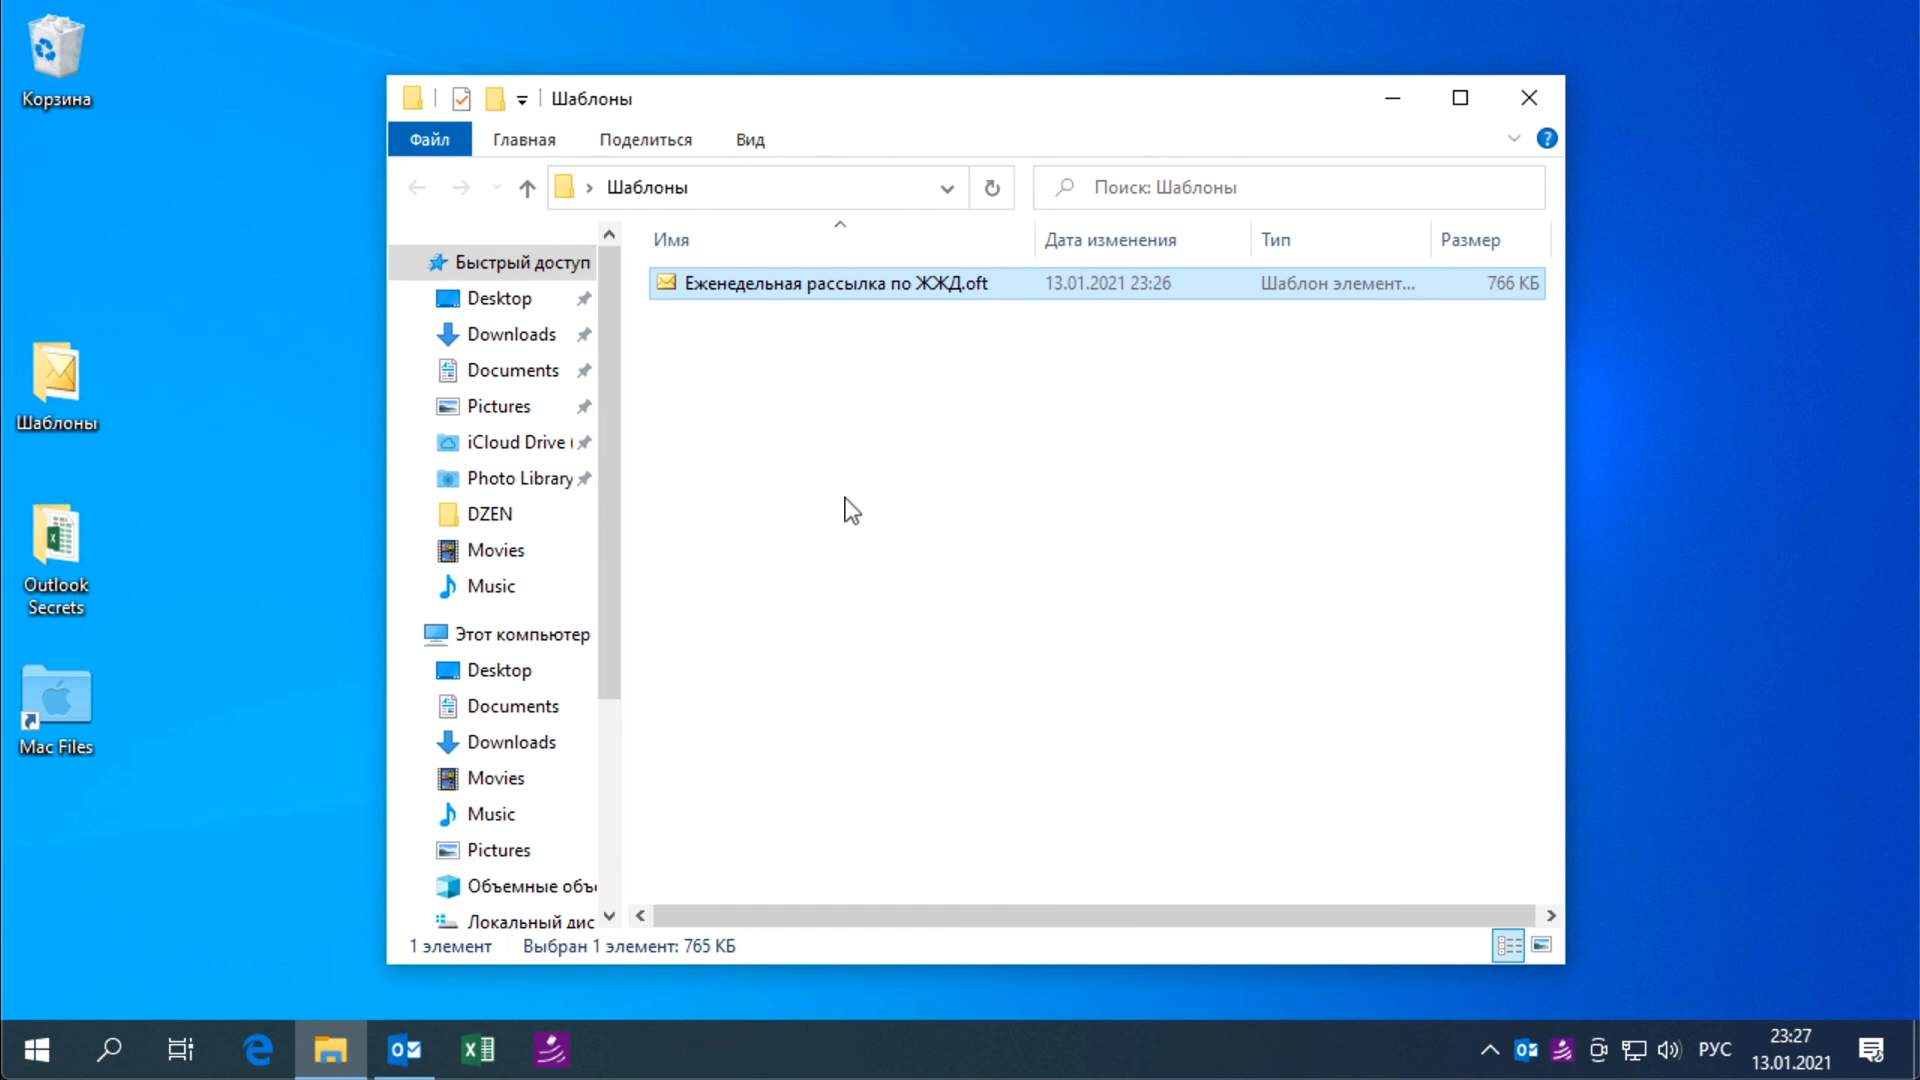 Корзина
Шаблоны
Outlook
Secrets
Mac Files
Шаблоны
Файл
Главная
Поделиться
Вид
?
Шаблоны
Поиск: Шаблоны
Имя
Дата изменения
Тип
Размер
Еженедельная рассылка по ЖЖД.oft
13.01.2021 23:26
Шаблон элемент...
766 КБ
Быстрый доступ
Desktop
Downloads
Documents
Pictures
iCloud Drive (
Photo Library
DZEN
Movies
Music
Этот компьютер
Desktop
Documents
Downloads
Movies
Music
Pictures
Объемные объе
Локальный дис
1 элемент
Выбран 1 элемент: 765 КБ
РУС
23:27
13.01.2021